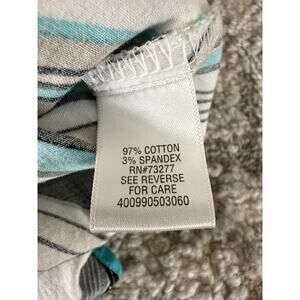 97% COTTON
3% SPANDEX
RN#73277
SEE REVERSE
FOR CARE
400990503060